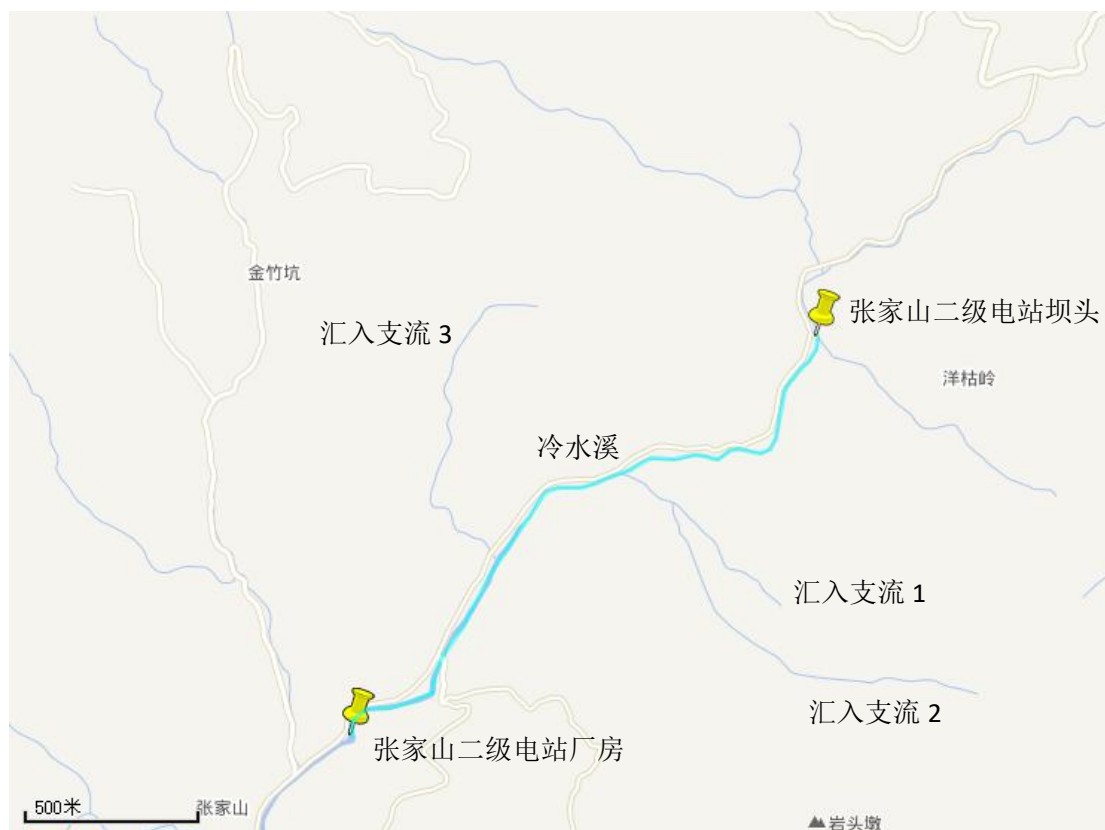 金竹坑
张家山二级电站坝头
汇入支流 3
洋枯岭
冷水溪
汇入支流 1
汇入支流 2
张家山二级电站厂房
500米
张家山
岩头墩